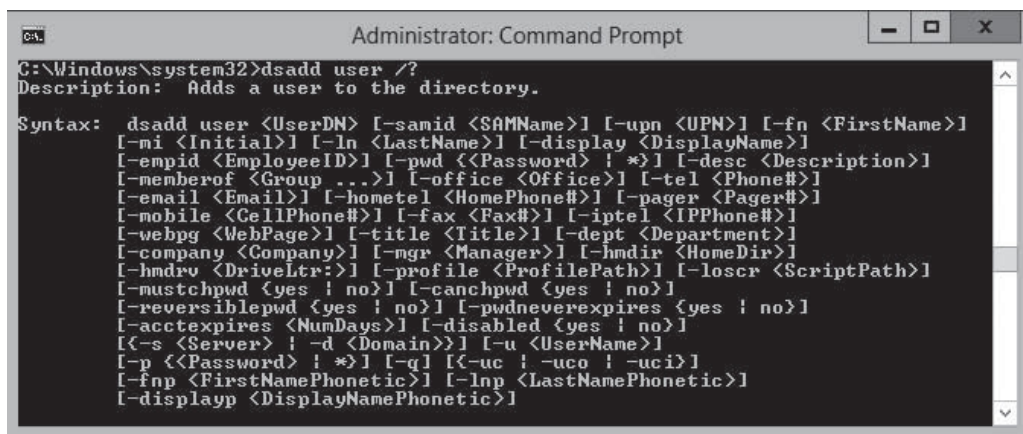 Administrator: Command Prompt
C:\Windows\system32>dsadd user /?
Description:  Adds a user to the directory.
Syntax:  dsadd user <UserDN> [-samid <SAMName>] [-upn <UPN>] [-fn <FirstName>]
[-mi <Initial>] [-ln <LastName>] [-display <DisplayName>]
[-empid <EmployeeID>] [-pwd {<Password> | *}] [-desc <Description>]
[-memberof <Group ...>] [-office <Office>] [-tel <Phone#>]
[-email <Email>] [-hometel <HomePhone#>] [-pager <Pager#>]
[-mobile <CellPhone#>] [-fax <Fax#>] [-iptel <IPPhone#>]
[-webpg <WebPage>] [-title <Title>] [-dept <Department>]
[-company <Company>] [-mgr <Manager>] [-hmdir <HomeDir>]
[-hmdrv <DriveLtr:>] [-profile <ProfilePath>] [-loscr <ScriptPath>]
[-mustchpwd {yes | no}] [-canchpwd {yes | no}]
[-reversiblepwd {yes | no}] [-pwdneverexpires {yes | no}]
[-acctexpires <NumDays>] [-disabled {yes | no}]
[{-s <Server> | -d <Domain>}] [-u <UserName>]
[-p {<Password> | *}] [-q] [{-uc | -uco | -uci}]
[-fnp <FirstNamePhonetic>] [-lnp <LastNamePhonetic>]
[-displayp <DisplayNamePhonetic>]